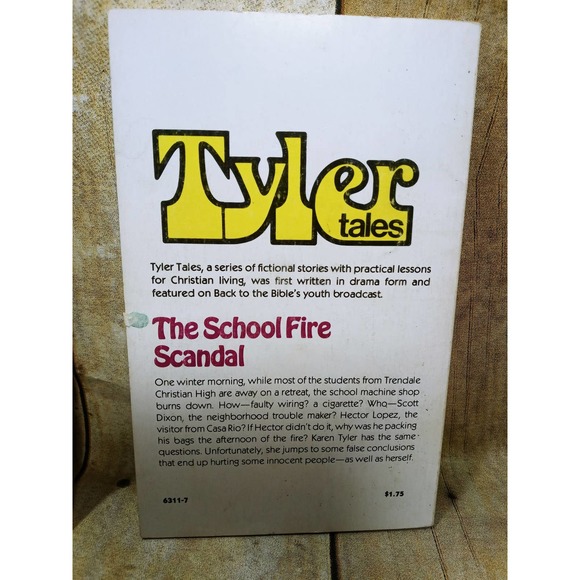 Tyler
tales
Tyler Tales, a series of fictional stories with practical lessons
for Christian living, was first written in drama form and
featured on Back to the Bible's youth broadcast.
The School Fire
Scandal
One winter morning, while most of the students from Trendale
Christian High are away on a retreat, the school machine shop
burns down. How—faulty wiring? a cigarette? Who—Scott
Dixon, the neighborhood trouble maker? Hector Lopez, the
visitor from Casa Rio? If Hector didn't do it, why was he packing
his bags the afternoon of the fire? Karen Tyler has the same
questions. Unfortunately, she jumps to some false conclusions
that end up hurting some innocent people—as well as herself.
6311-7 $1.75